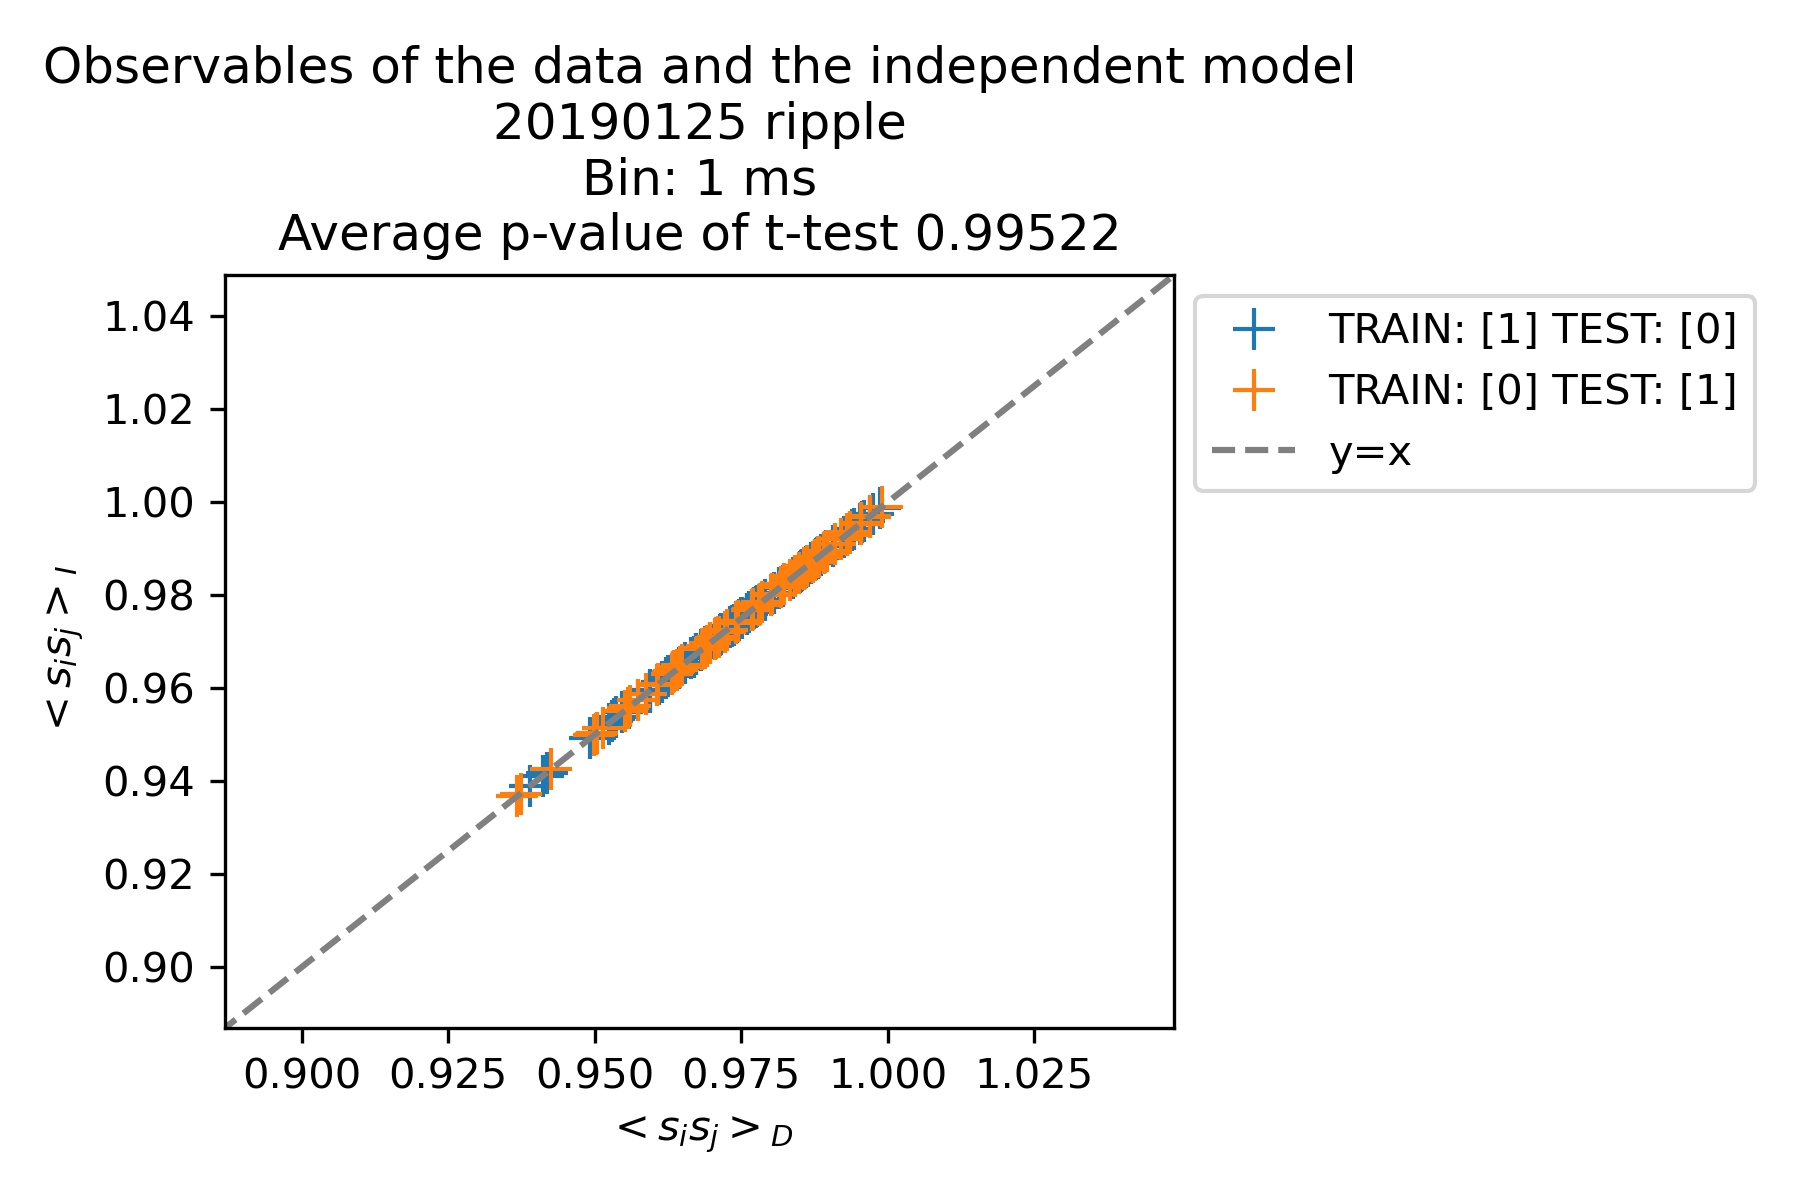 Observables of the data and the independent model
20190125 ripple
Bin: 1 ms
Average p-value of t-test 0.99522
1.04
1.02
1.00
0.98
0.96
0.94
0.92
0.90
< s_i s_j >_I
0.900 0.925 0.950 0.975 1.000 1.025
< s_i s_j >_D
TRAIN: [1] TEST: [0]
TRAIN: [0] TEST: [1]
y=x